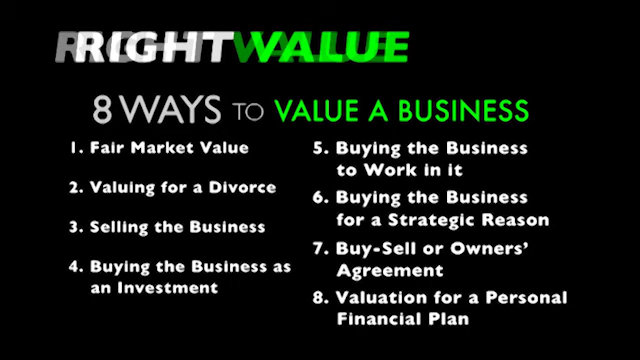 RIGHTVALUE
8 WAYS TO VALUE A BUSINESS
1. Fair Market Value
2. Valuing for a Divorce
3. Selling the Business
4. Buying the Business as
an Investment
5. Buying the Business
to Work in it
6. Buying the Business
for a Strategic Reason
7. Buy-Sell or Owners’
Agreement
8. Valuation for a Personal
Financial Plan